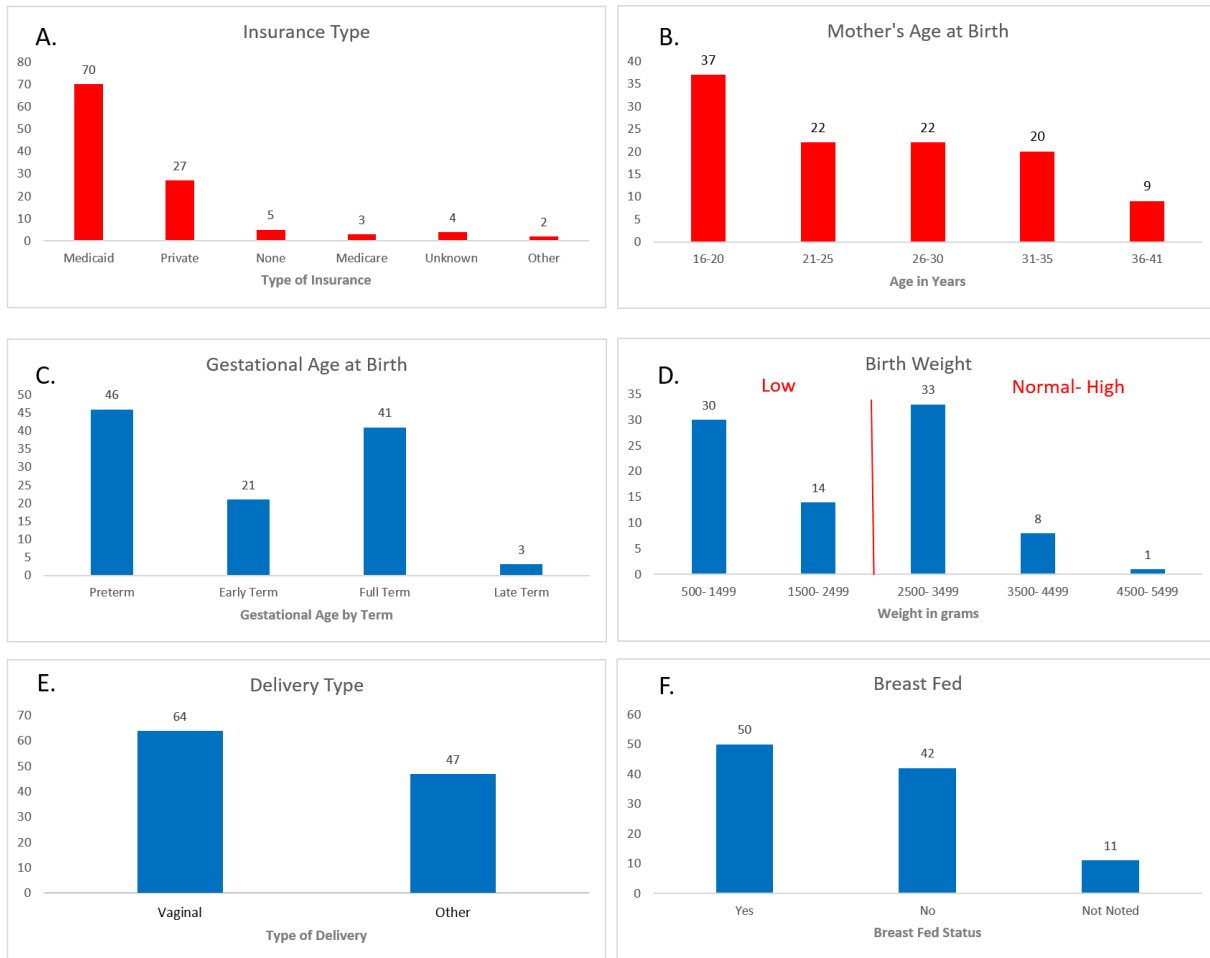 A.
Insurance Type
80
70
60
50
40
30
20
10
0
70
27
5
3
4
2
Medicaid Private None Medicare Unknown Other
Type of Insurance
B.
Mother's Age at Birth
40
35
30
25
20
15
10
5
0
37
22
22
20
9
16-20 21-25 26-30 31-35 36-41
Age in Years
C.
Gestational Age at Birth
50
45
40
35
30
25
20
15
10
5
0
46
21
41
3
Preterm Early Term Full Term Late Term
Gestational Age by Term
D.
Birth Weight
Low
Normal- High
35
30
25
20
15
10
5
0
30
14
33
8
1
500- 1499 1500- 2499 2500- 3499 3500- 4499 4500- 5499
Weight in grams
E.
Delivery Type
70
60
50
40
30
20
10
0
64
47
Vaginal Other
Type of Delivery
F.
Breast Fed
60
50
40
30
20
10
0
50
42
11
Yes No Not Noted
Breast Fed Status